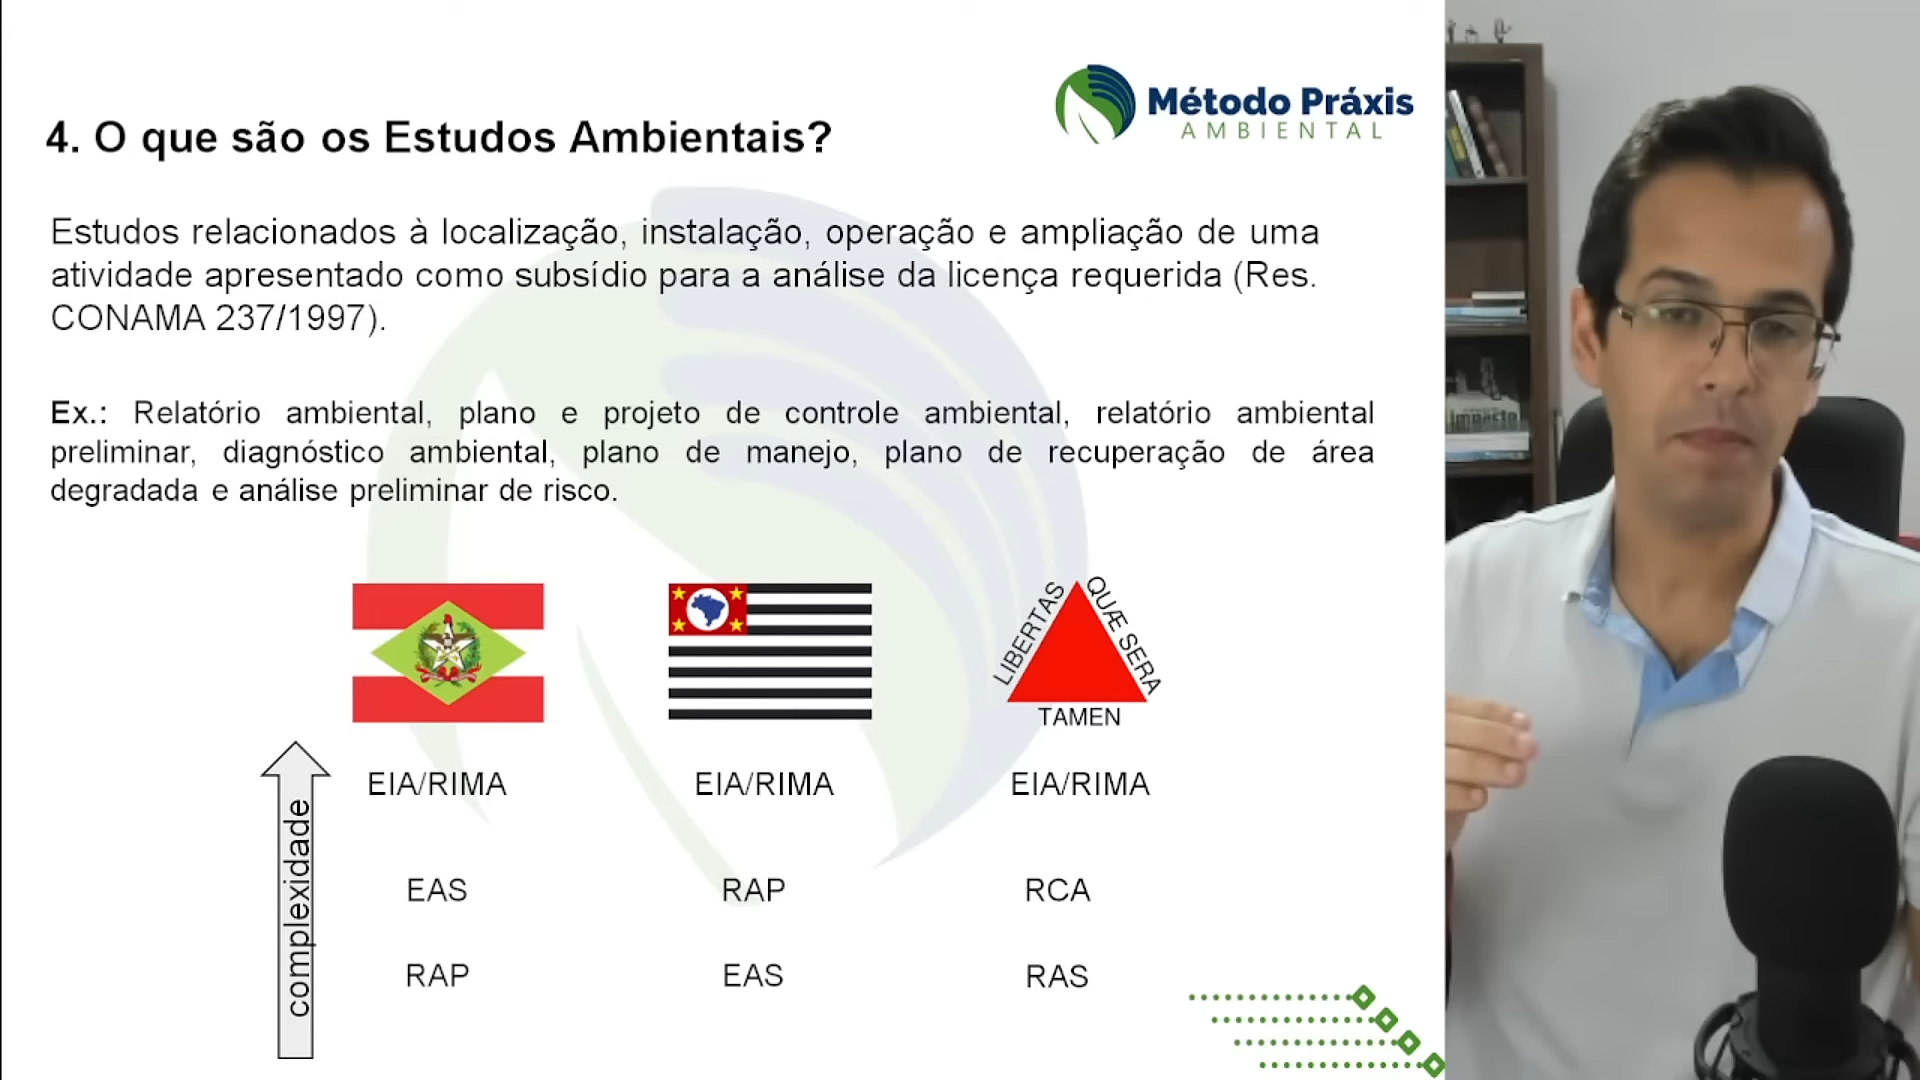 Método Práxis
AMBIENTAL
4. O que são os Estudos Ambientais?
Estudos relacionados à localização, instalação, operação e ampliação de uma
atividade apresentado como subsídio para a análise da licença requerida (Res.
CONAMA 237/1997).
Ex.: Relatório ambiental, plano e projeto de controle ambiental, relatório ambiental
preliminar, diagnóstico ambiental, plano de manejo, plano de recuperação de área
degradada e análise preliminar de risco.
LIBERTAS
QUÆ SERA
TAMEN
complexidade
EIA/RIMA EIA/RIMA EIA/RIMA
EAS RAP RCA
RAP EAS RAS